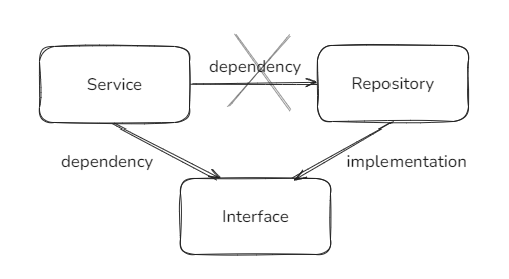 dependency
Service
Repository
dependency
implementation
Interface